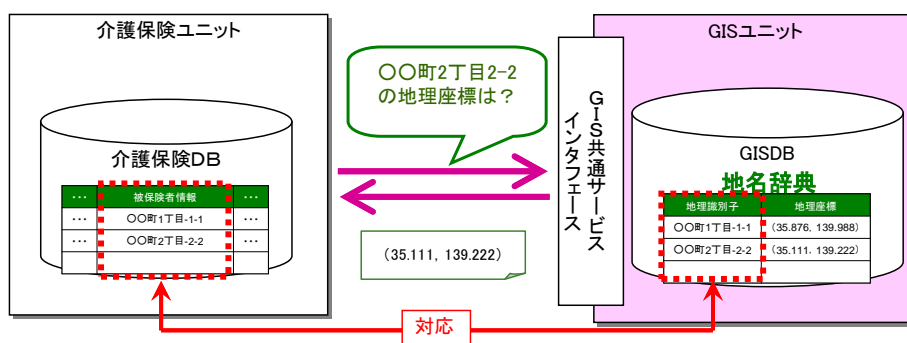 介護保険ユニット
介護保険DB
… 被保険者情報 …
… 〇〇町1丁目-1-1 …
… 〇〇町2丁目-2-2 …
〇〇町2丁目2-2
の地理座標は？
(35.111, 139.222)
GIS共通サービス
インタフェース
GISユニット
GISDB
地名辞典
地理識別子 地理座標
〇〇町1丁目-1-1 (35.876, 139.988)
〇〇町2丁目-2-2 (35.111, 139.222)
対応